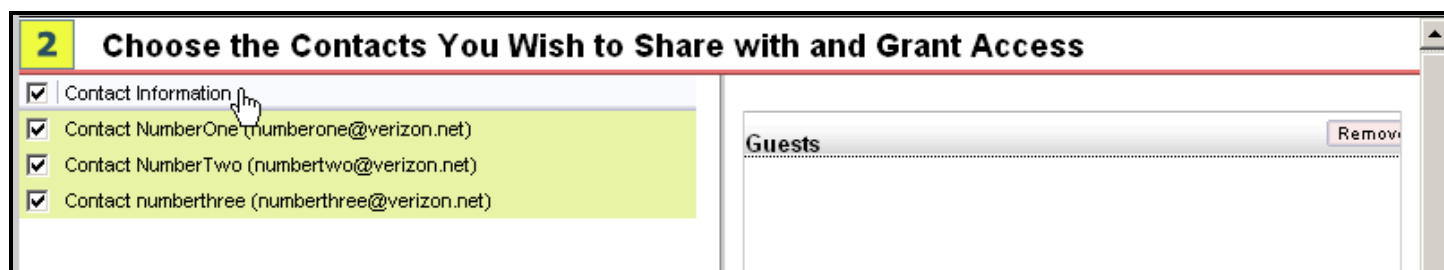 2 Choose the Contacts You Wish to Share with and Grant Access
Contact Information
Contact NumberOne (numberone@verizon.net)
Contact NumberTwo (numbertwo@verizon.net)
Contact numberthree (numberthree@verizon.net)
Guests
Remov